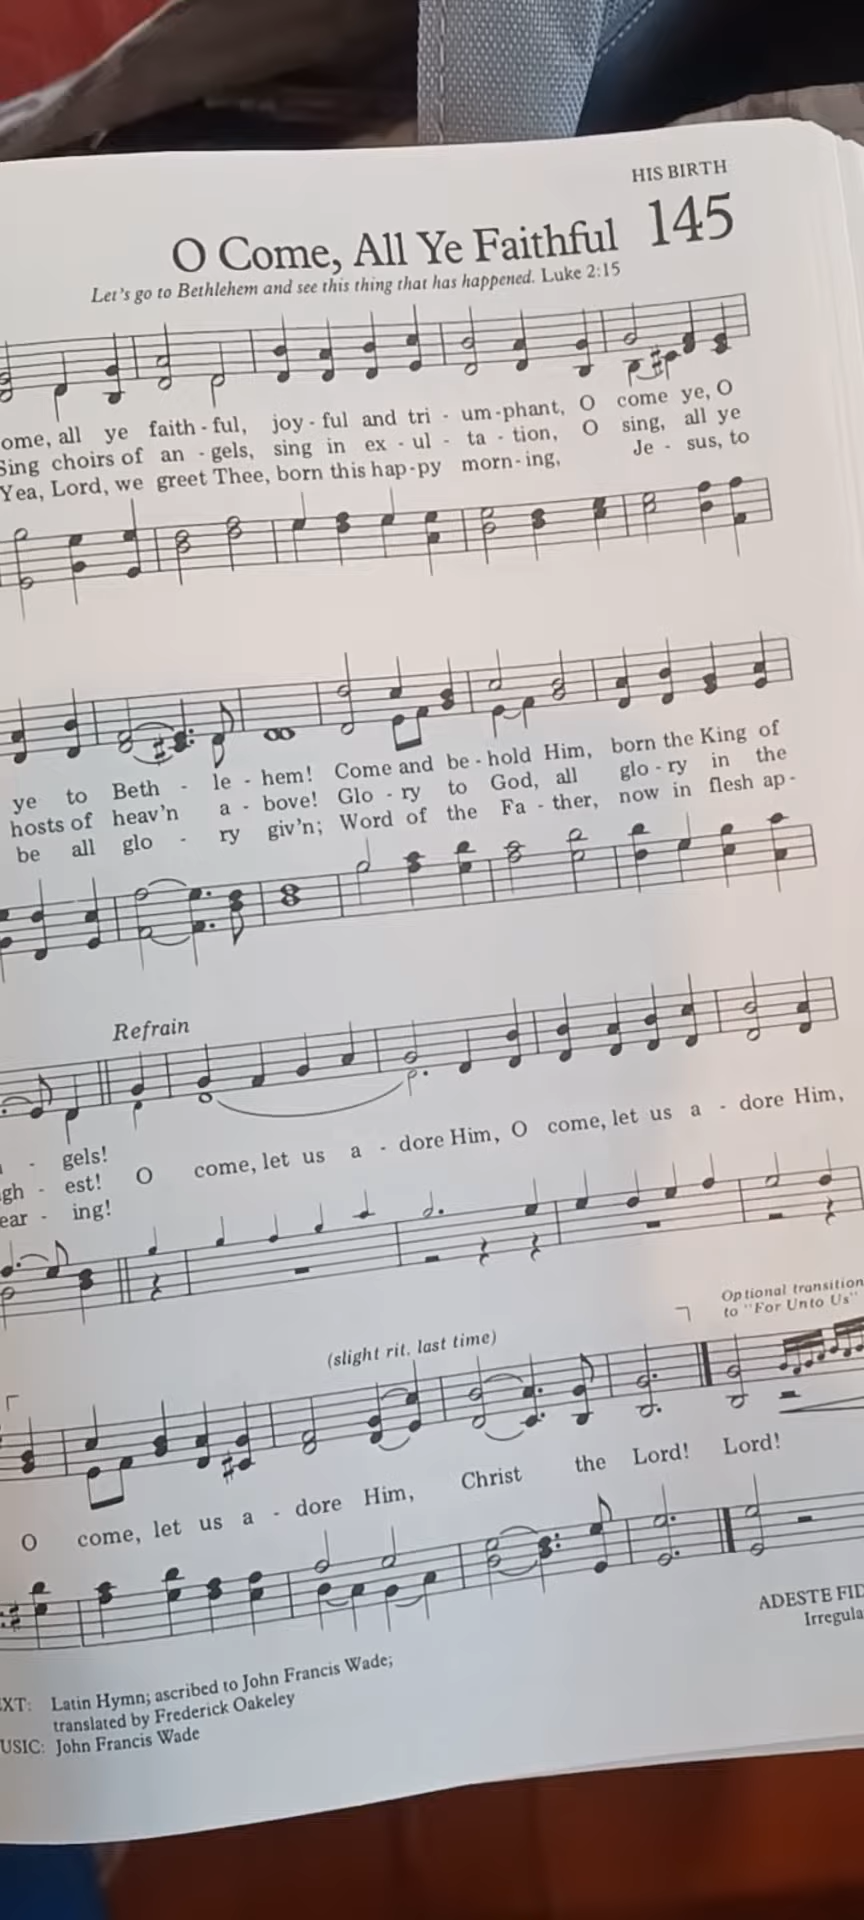 HIS BIRTH
O Come, All Ye Faithful 145
Let's go to Bethlehem and see this thing that has happened. Luke 2:15
ome, all ye faith - ful, joy - ful and tri - um - phant, O come ye, O
Sing choirs of an - gels, sing in ex - ul - ta - tion, O sing, all ye
Yea, Lord, we greet Thee, born this hap - py morn - ing, Je - sus, to
ye to Beth - le - hem! Come and be - hold Him, born the King of
hosts of heav'n a - bove! Glo - ry to God, all glo - ry in the
be all glo - ry giv'n; Word of the Fa - ther, now in flesh ap -
Refrain
- gels! O come, let us a - dore Him, O come, let us a - dore Him,
gh - est!
ear - ing!
Optional transition
to "For Unto Us"
(slight rit. last time)
O come, let us a - dore Him, Christ the Lord! Lord!
ADESTE FID
Irregula
EXT: Latin Hymn; ascribed to John Francis Wade;
translated by Frederick Oakeley
USIC: John Francis Wade